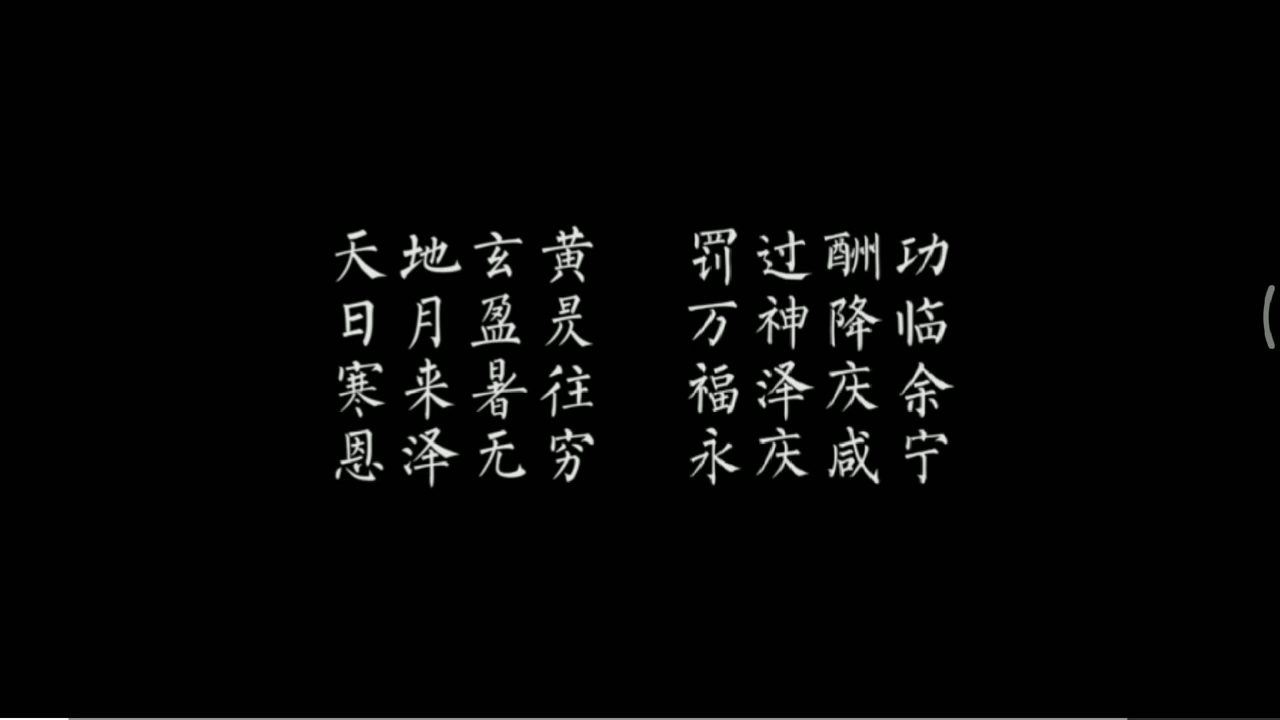 天地玄黄 罚过酬功
日月盈昃 万神降临
寒来暑往 福泽庆余
恩泽无穷 永庆咸宁